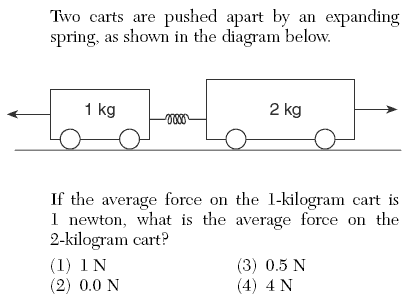 Two carts are pushed apart by an expanding
spring, as shown in the diagram below.
1 kg
2 kg
If the average force on the 1-kilogram cart is
1 newton, what is the average force on the
2-kilogram cart?
(1) 1 N
(3) 0.5 N
(2) 0.0 N
(4) 4 N